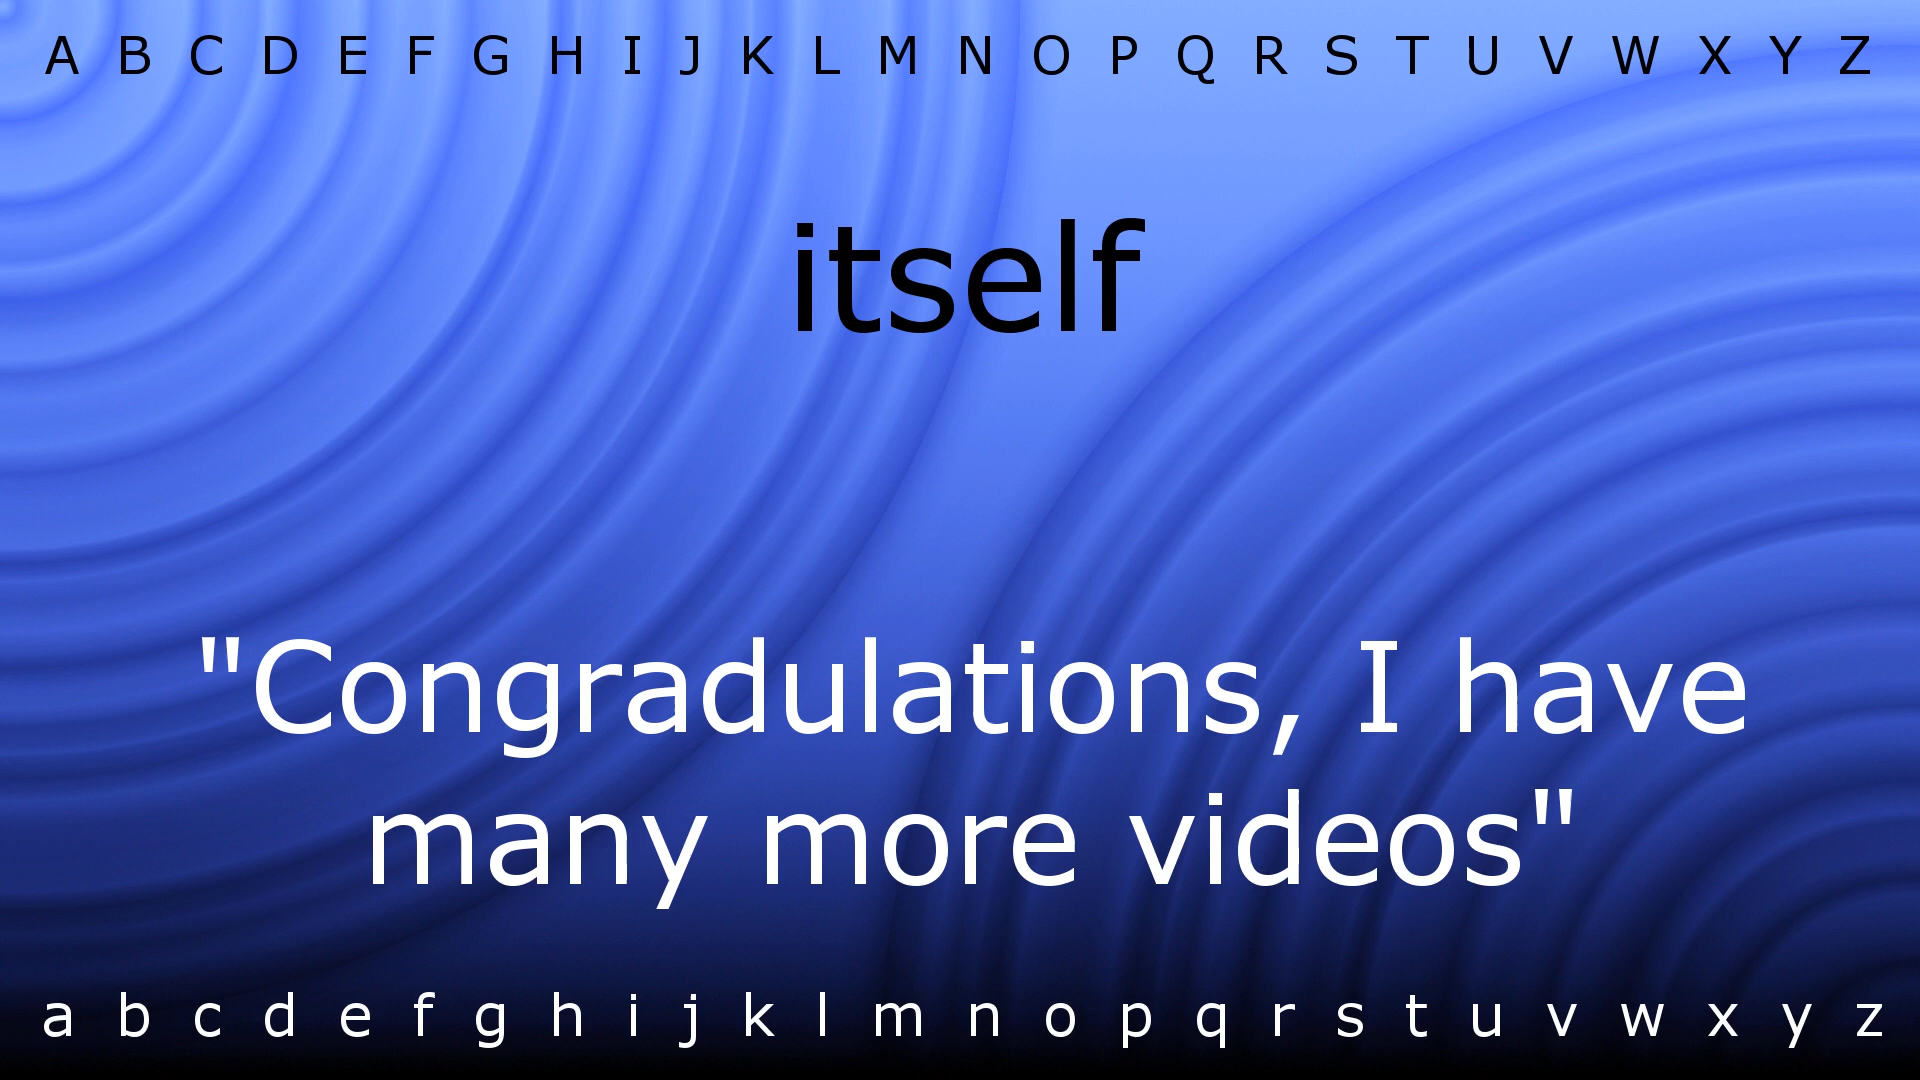 A B C D E F G H I J K L M N O P Q R S T U V W X Y Z
itself
"Congradulations, I have
many more videos"
a b c d e f g h i j k l m n o p q r s t u v w x y z